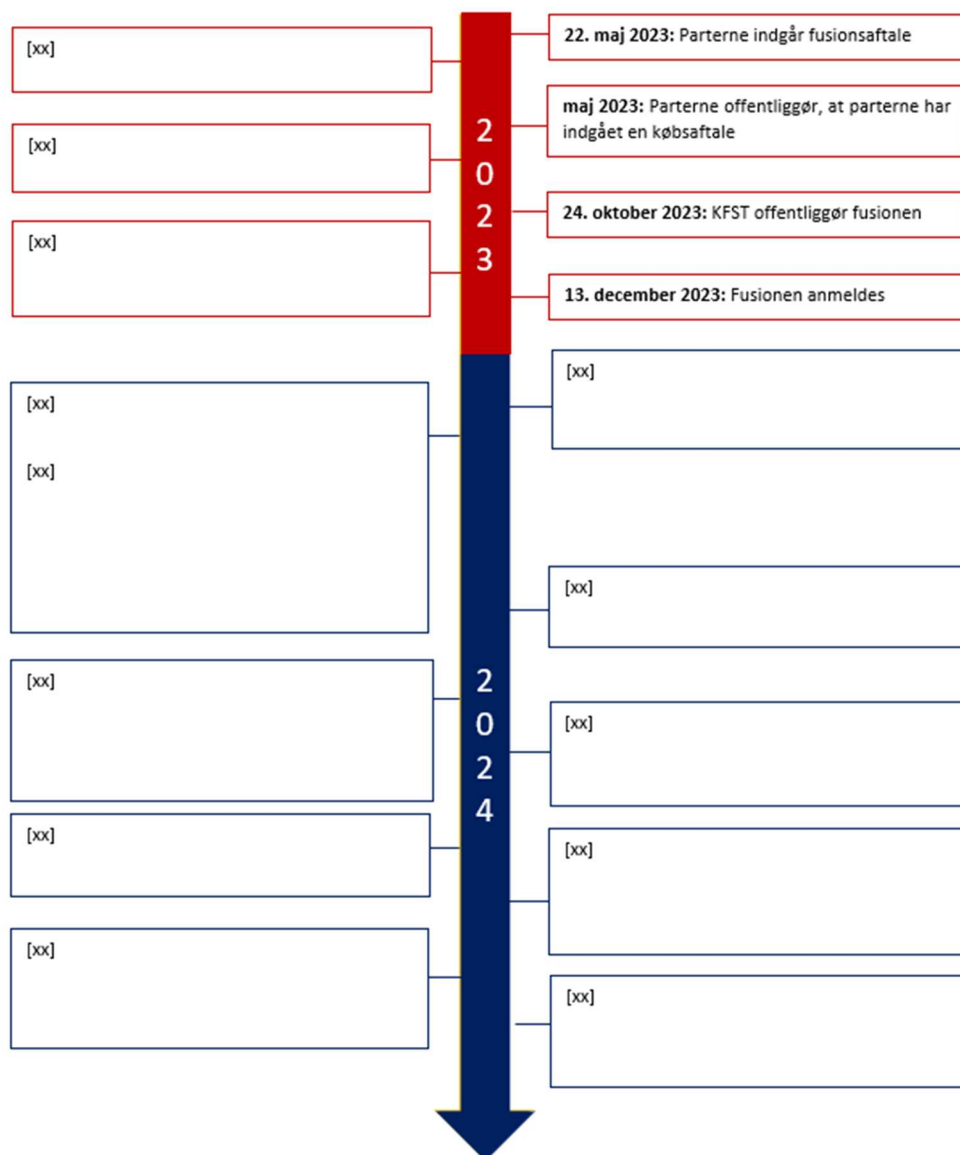 [xx]
22. maj 2023: Parterne indgår fusionsaftale
maj 2023: Parterne offentliggør, at parterne har
indgået en købsaftale
[xx]
24. oktober 2023: KFST offentliggør fusionen
[xx]
13. december 2023: Fusionen anmeldes
2
0
2
3
[xx]
[xx]
[xx]
[xx]
[xx]
[xx]
[xx]
[xx]
[xx]
[xx]
2
0
2
4